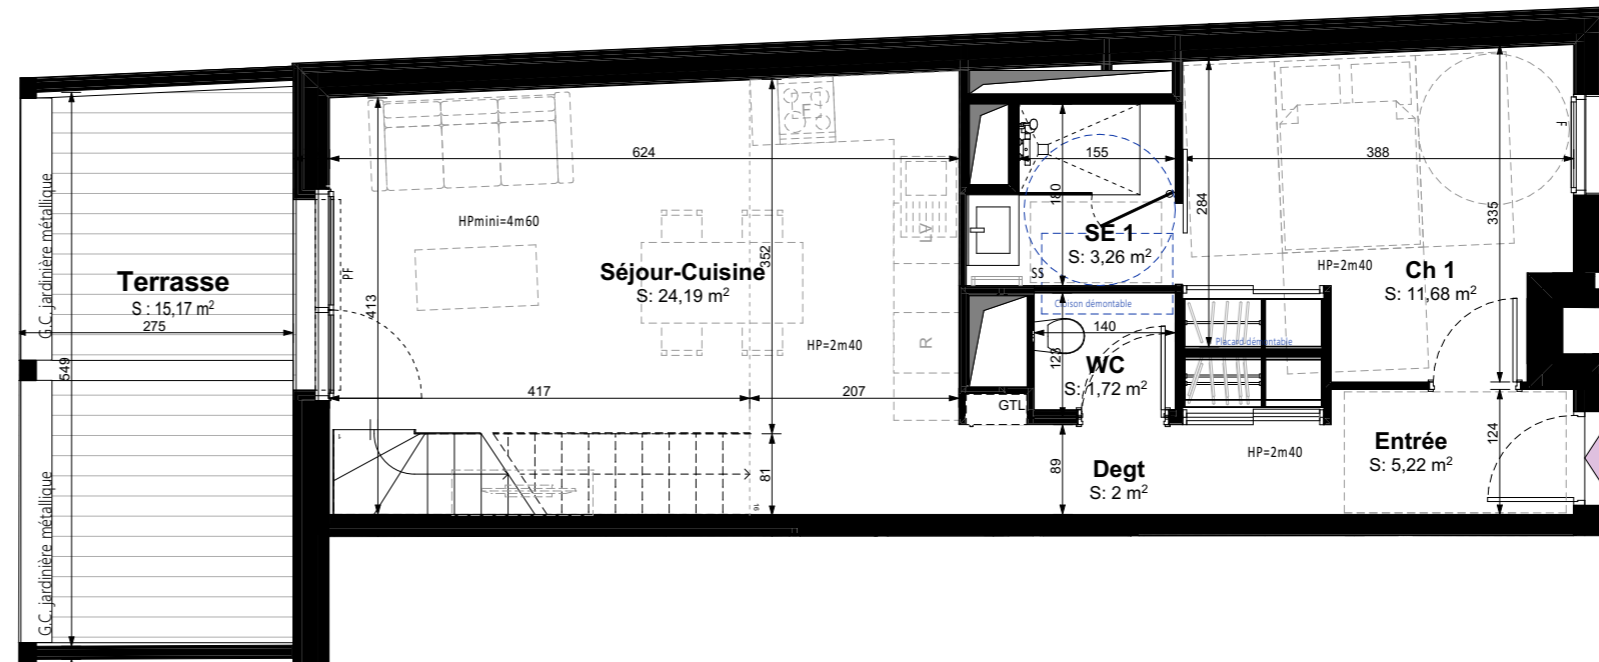 Terrasse
S : 15,17 m²
275
549
G.C. jardinière métallique
G.C. jardinière métallique
PF
413
624
HPmini=4m60
Séjour-Cuisine
S: 24,19 m²
352
HP=2m40
417
207
81
LV
R
F
155
180
SE 1
S: 3,26 m²
SS
Cloison démontable
140
123
WC
S: 1,72 m²
GTL
89
Degt
S: 2 m²
388
284
335
F
HP=2m40
Ch 1
S: 11,68 m²
Placard démontable
HP=2m40
Entrée
S: 5,22 m²
124